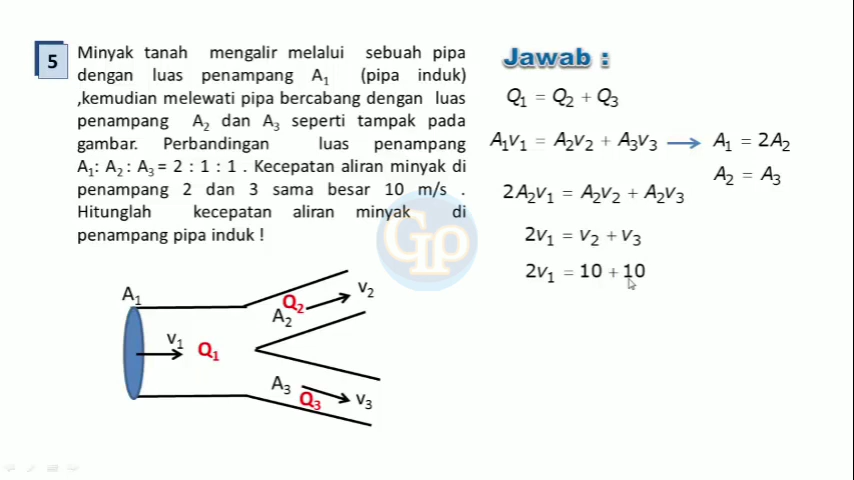 5
Minyak tanah mengalir melalui sebuah pipa
dengan luas penampang A₁ (pipa induk)
,kemudian melewati pipa bercabang dengan luas
penampang A₂ dan A₃ seperti tampak pada
gambar. Perbandingan luas penampang
A₁: A₂ : A₃ = 2 : 1 : 1 . Kecepatan aliran minyak di
penampang 2 dan 3 sama besar 10 m/s .
Hitunglah kecepatan aliran minyak di
penampang pipa induk !
A₁
v₁
Q₁
Q₂
A₂
v₂
A₃
Q₃
v₃
Jawab :
Q₁ = Q₂ + Q₃
A₁v₁ = A₂v₂ + A₃v₃ → A₁ = 2A₂
A₂ = A₃
2A₂v₁ = A₂v₂ + A₂v₃
2v₁ = v₂ + v₃
2v₁ = 10 + 10
GIP